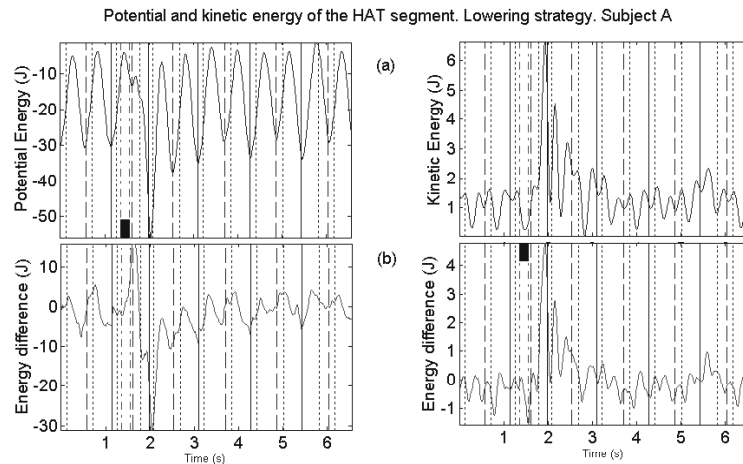 Potential and kinetic energy of the HAT segment. Lowering strategy. Subject A
(a)
Potential Energy (J)
-10
-20
-30
-40
-50
Kinetic Energy (J)
6
5
4
3
2
1
(b)
Energy difference (J)
10
0
-10
-20
-30
1 2 3 4 5 6
Time (s)
Energy difference (J)
4
3
2
1
0
-1
1 2 3 4 5 6
Time (s)